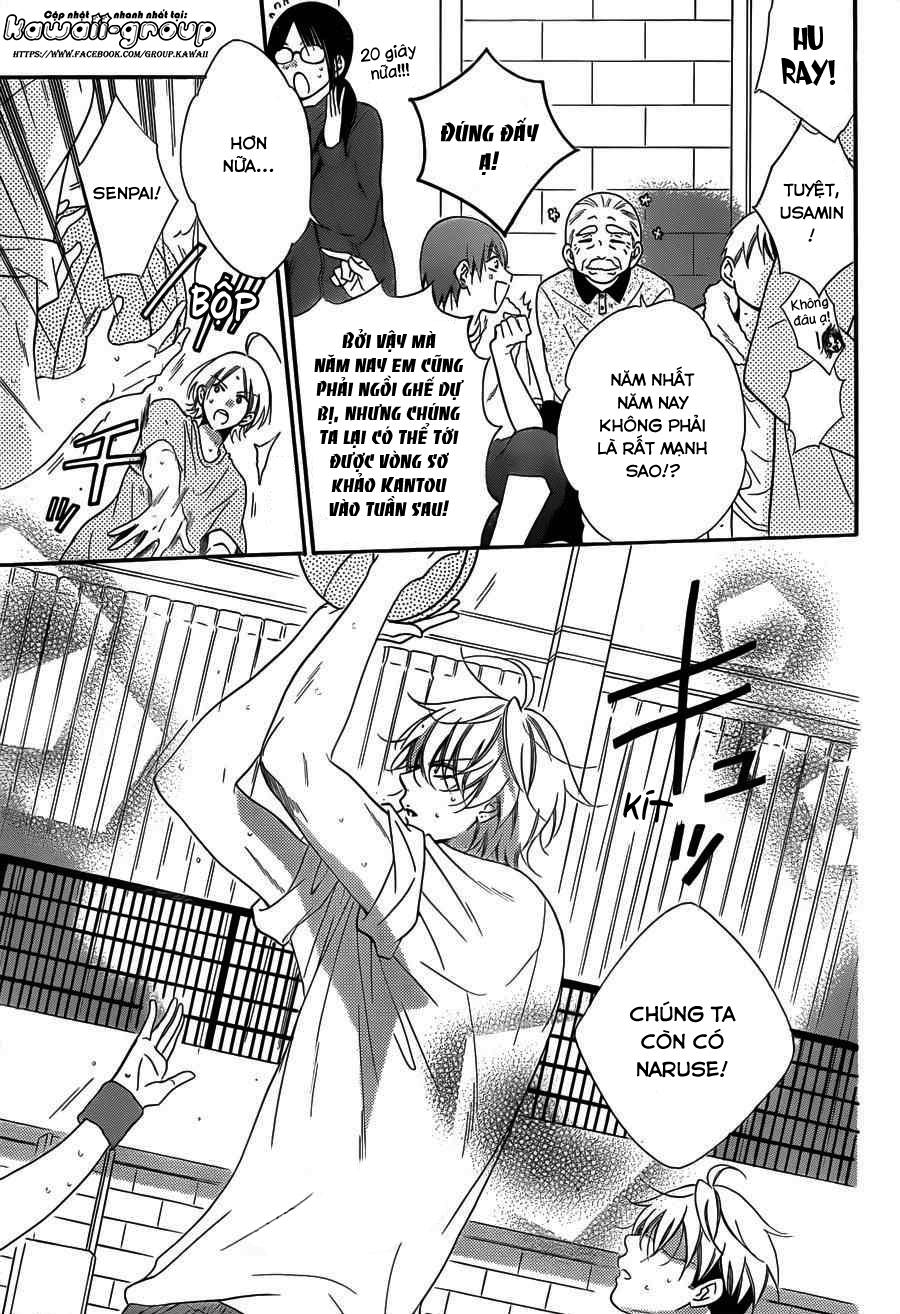 Cập nhật nhanh nhất tại:
kawaii-group
HTTPS://WWW.FACEBOOK.COM/GROUP.KAWAII
HU
RAY!
TUYỆT,
USAMIN
!
Không
đâu ạ!
NĂM NHẤT
NĂM NAY
KHÔNG PHẢI
LÀ RẤT MẠNH
SAO!?
ĐÚNG ĐẤY
Ạ!
BỞI VẬY MÀ
NĂM NAY EM CŨNG
PHẢI NGỒI GHẾ DỰ
BỊ, NHƯNG CHÚNG
TA LẠI CÓ THỂ TỚI
ĐƯỢC VÒNG SƠ
KHẢO KANTOU
VÀO TUẦN SAU!
20 giây
nữa!!!
HƠN
NỮA...
SENPAI!
BỘP
キュッ
KÍT
CHÚNG TA
CÒN CÓ
NARUSE!